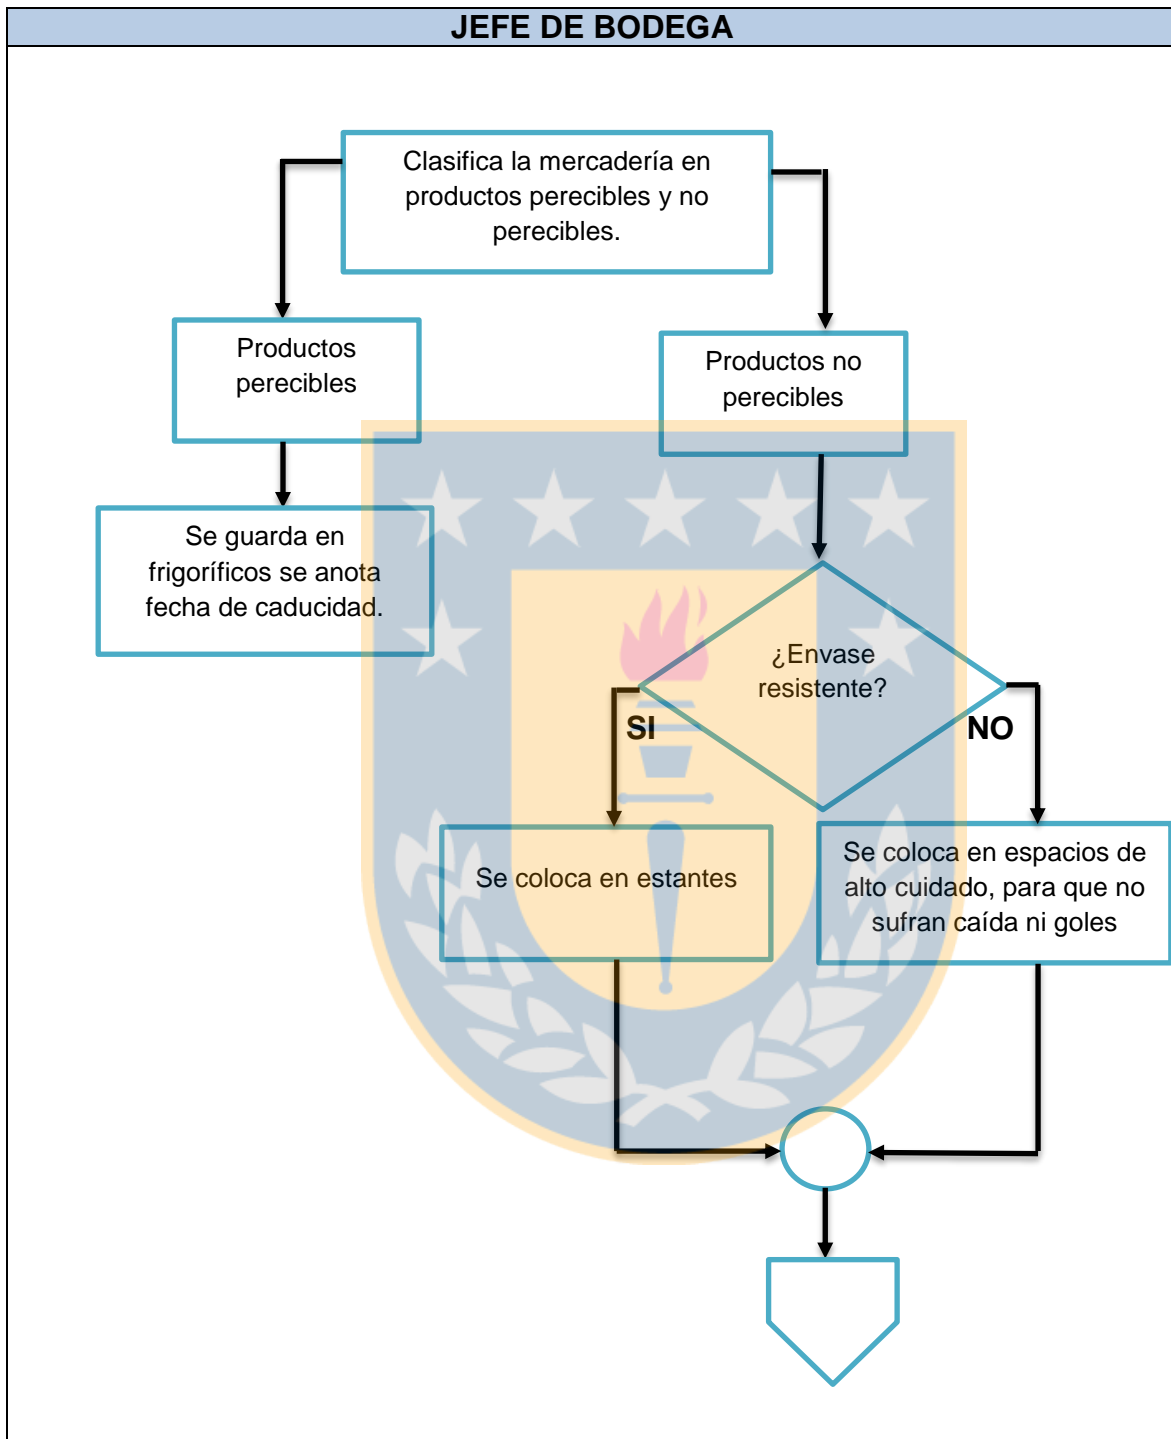 JEFE DE BODEGA
Clasifica la mercadería en
productos perecibles y no
perecibles.
Productos
perecibles
Productos no
perecibles
Se guarda en
frigoríficos se anota
fecha de caducidad.
¿Envase
resistente?
SI
NO
Se coloca en estantes
Se coloca en espacios de
alto cuidado, para que no
sufran caída ni goles